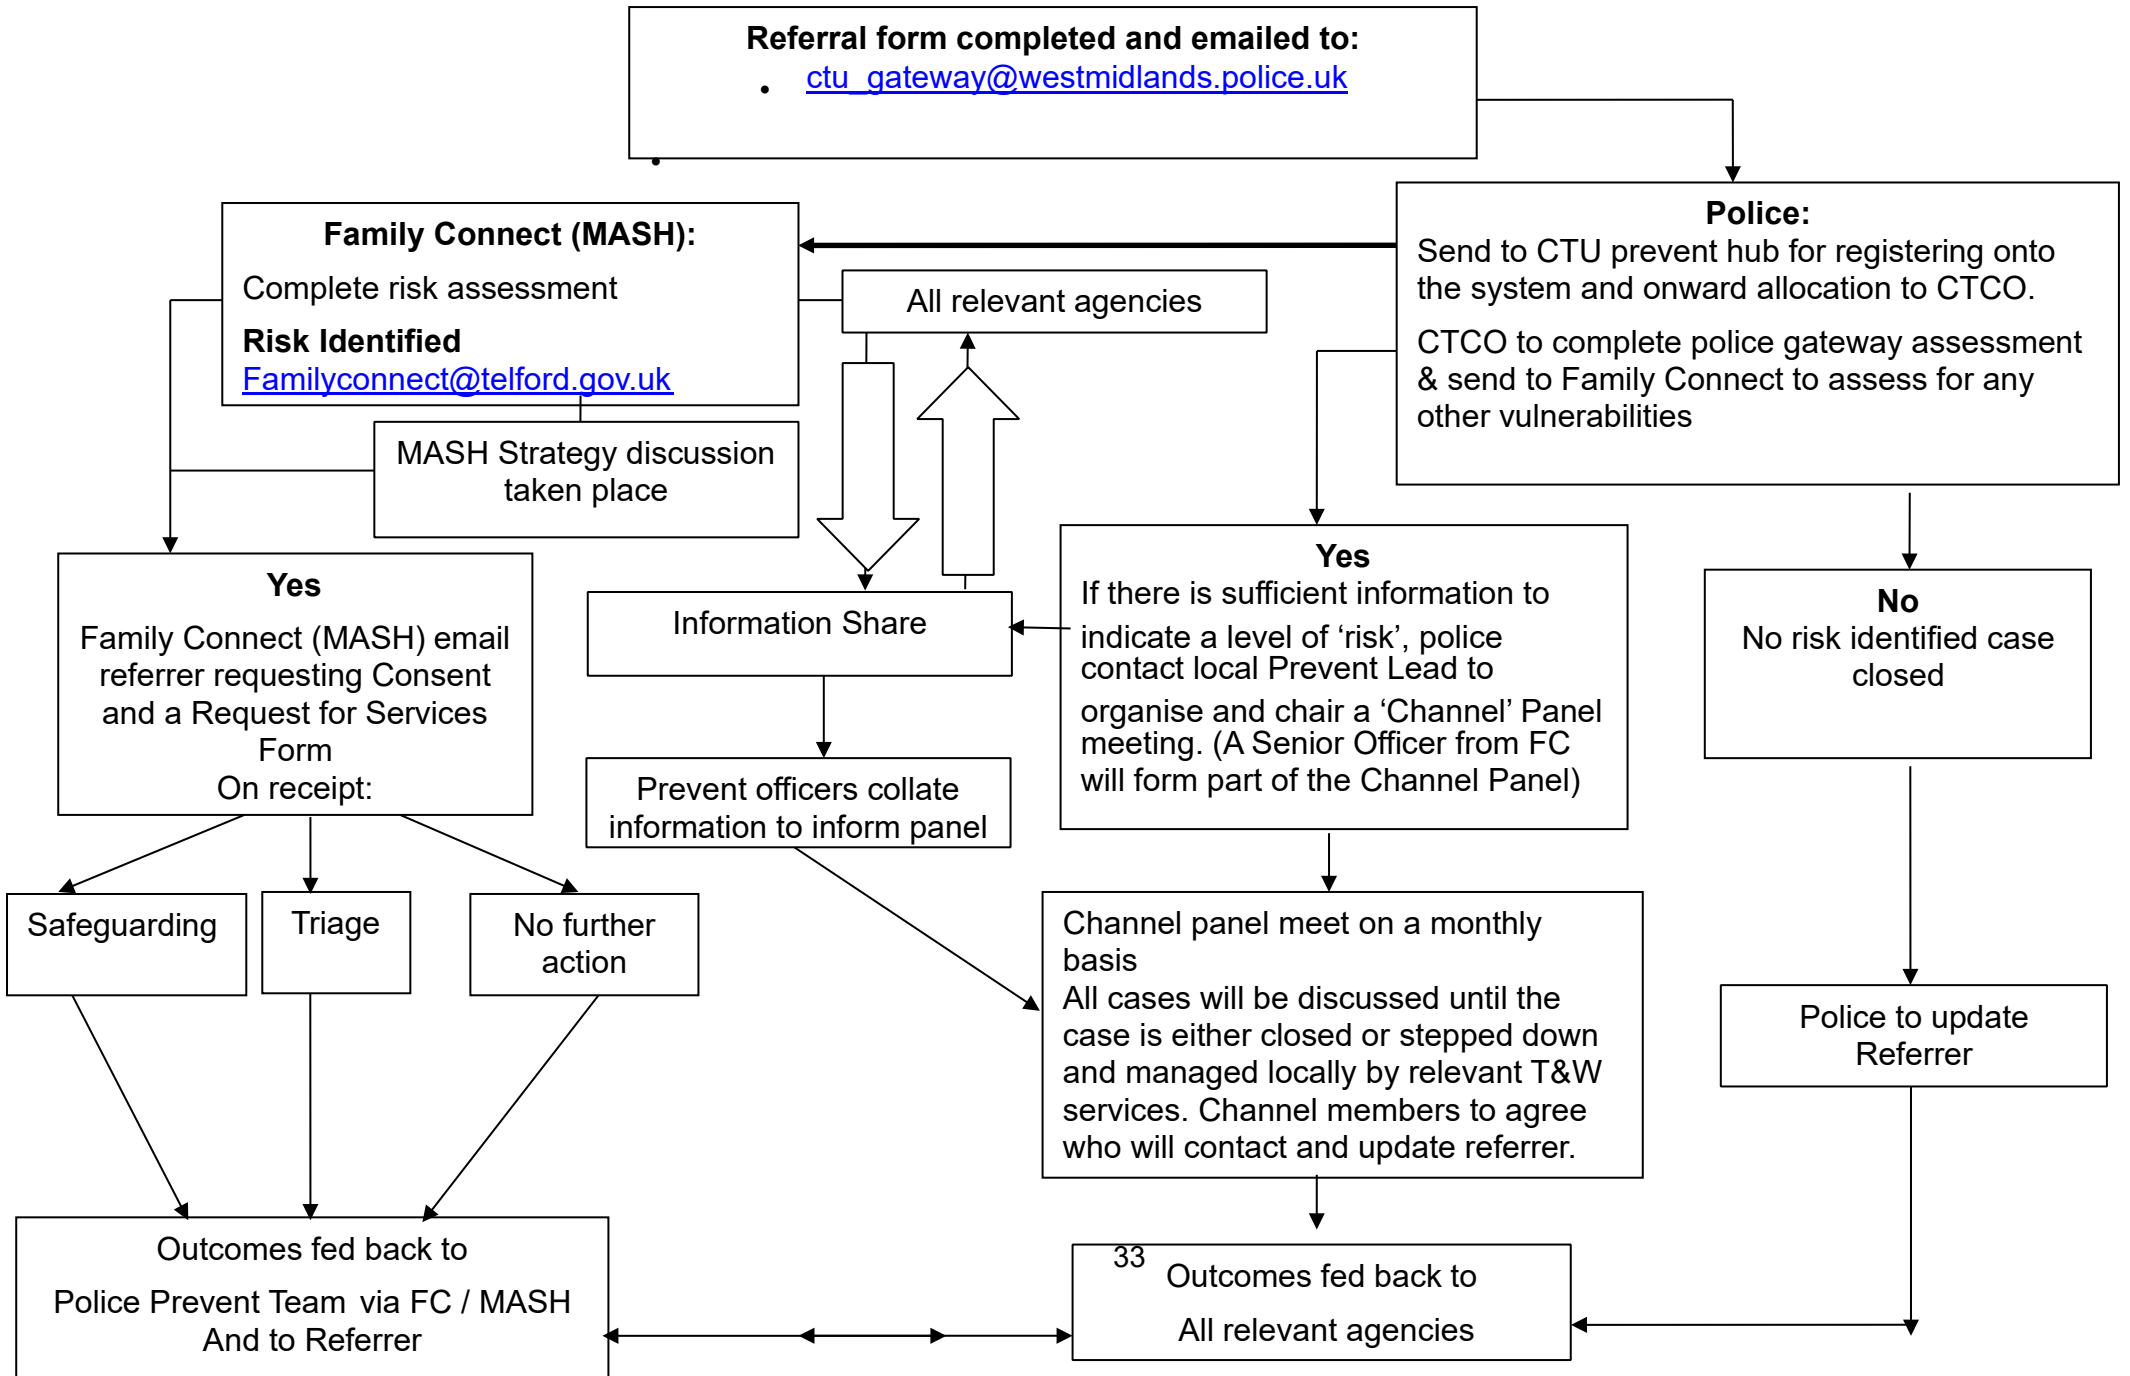 Referral form completed and emailed to:
• ctu_gateway@westmidlands.police.uk
•
Police:
Send to CTU prevent hub for registering onto
the system and onward allocation to CTCO.
CTCO to complete police gateway assessment
& send to Family Connect to assess for any
other vulnerabilities
Family Connect (MASH):
Complete risk assessment
Risk Identified
Familyconnect@telford.gov.uk
All relevant agencies
MASH Strategy discussion
taken place
Yes
Family Connect (MASH) email
referrer requesting Consent
and a Request for Services
Form
On receipt:
Information Share
Yes
If there is sufficient information to
indicate a level of ‘risk’, police
contact local Prevent Lead to
organise and chair a ‘Channel’ Panel
meeting. (A Senior Officer from FC
will form part of the Channel Panel)
No
No risk identified case
closed
Prevent officers collate
information to inform panel
Safeguarding
Triage
No further
action
Channel panel meet on a monthly
basis
All cases will be discussed until the
case is either closed or stepped down
and managed locally by relevant T&W
services. Channel members to agree
who will contact and update referrer.
Police to update
Referrer
Outcomes fed back to
Police Prevent Team via FC / MASH
And to Referrer
33
Outcomes fed back to
All relevant agencies